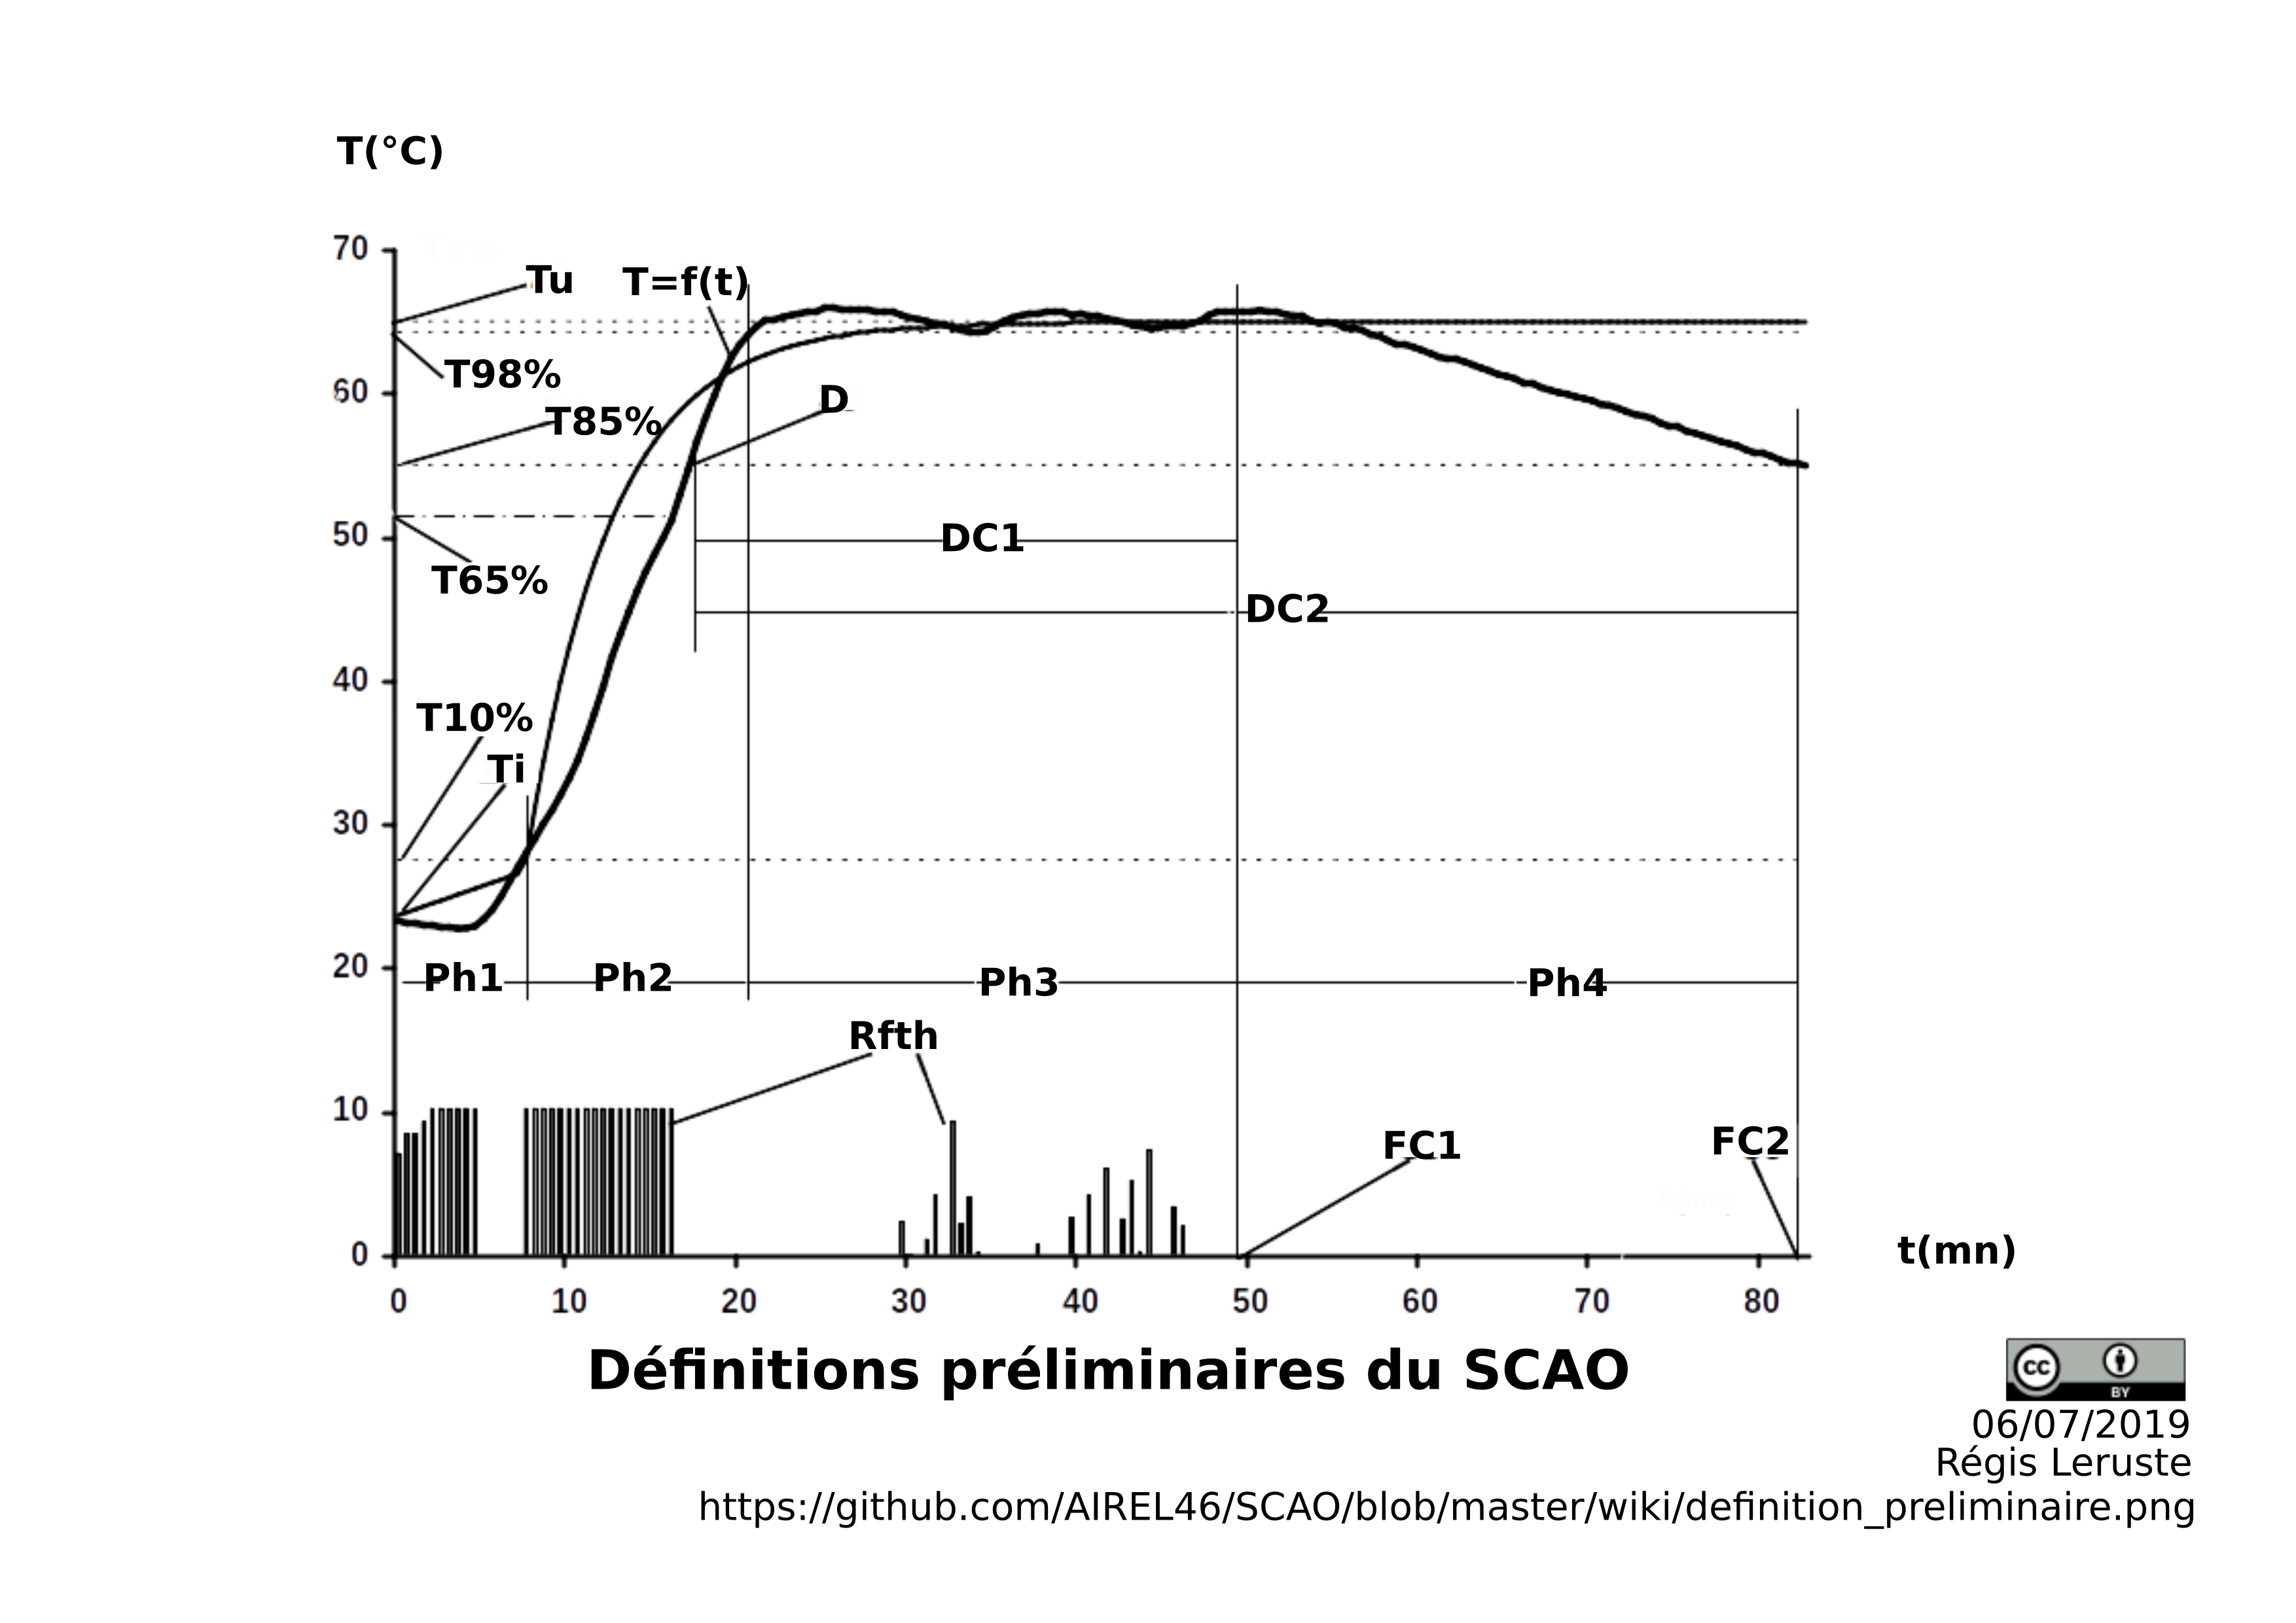 T(°C)
70
Tu
T=f(t)
T98%
60
D
T85%
50
DC1
T65%
DC2
40
T10%
Ti
30
20
Ph1
Ph2
Ph3
Ph4
Rfth
10
FC1
FC2
0
t(mn)
0 10 20 30 40 50 60 70 80
Définitions préliminaires du SCAO
cc
BY
06/07/2019
Régis Leruste
https://github.com/AIREL46/SCAO/blob/master/wiki/definition_preliminaire.png